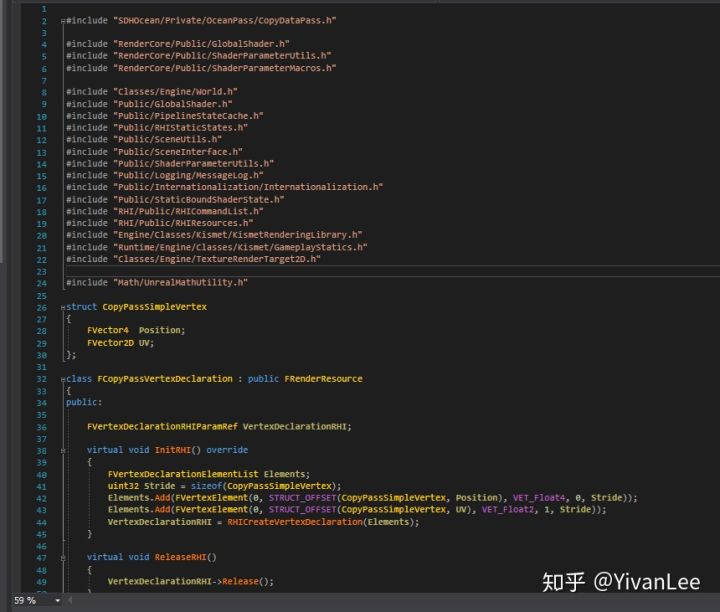 1
2 #include "SDHOcean/Private/OceanPass/CopyDataPass.h"
3
4 #include "RenderCore/Public/GlobalShader.h"
5 #include "RenderCore/Public/ShaderParameterUtils.h"
6 #include "RenderCore/Public/ShaderParameterMacros.h"
7
8 #include "Classes/Engine/World.h"
9 #include "Public/GlobalShader.h"
10 #include "Public/PipelineStateCache.h"
11 #include "Public/RHIStaticStates.h"
12 #include "Public/SceneUtils.h"
13 #include "Public/SceneInterface.h"
14 #include "Public/ShaderParameterUtils.h"
15 #include "Public/Logging/MessageLog.h"
16 #include "Public/Internationalization/Internationalization.h"
17 #include "Public/StaticBoundShaderState.h"
18 #include "RHI/Public/RHICommandList.h"
19 #include "RHI/Public/RHIResources.h"
20 #include "Engine/Classes/Kismet/KismetRenderingLibrary.h"
21 #include "Runtime/Engine/Classes/Kismet/GameplayStatics.h"
22 #include "Classes/Engine/TextureRenderTarget2D.h"
23
24 #include "Math/UnrealMathUtility.h"
25
26 struct CopyPassSimpleVertex
27 {
28 FVector4 Position;
29 FVector2D UV;
30 };
31
32 class FCopyPassVertexDeclaration : public FRenderResource
33 {
34 public:
35
36 FVertexDeclarationRHIParamRef VertexDeclarationRHI;
37
38 virtual void InitRHI() override
39 {
40 FVertexDeclarationElementList Elements;
41 uint32 Stride = sizeof(CopyPassSimpleVertex);
42 Elements.Add(FVertexElement(0, STRUCT_OFFSET(CopyPassSimpleVertex, Position), VET_Float4, 0, Stride));
43 Elements.Add(FVertexElement(0, STRUCT_OFFSET(CopyPassSimpleVertex, UV), VET_Float2, 1, Stride));
44 VertexDeclarationRHI = RHICreateVertexDeclaration(Elements);
45 }
46
47 virtual void ReleaseRHI()
48 {
49 VertexDeclarationRHI->Release();
知乎 @YivanLee
59 %